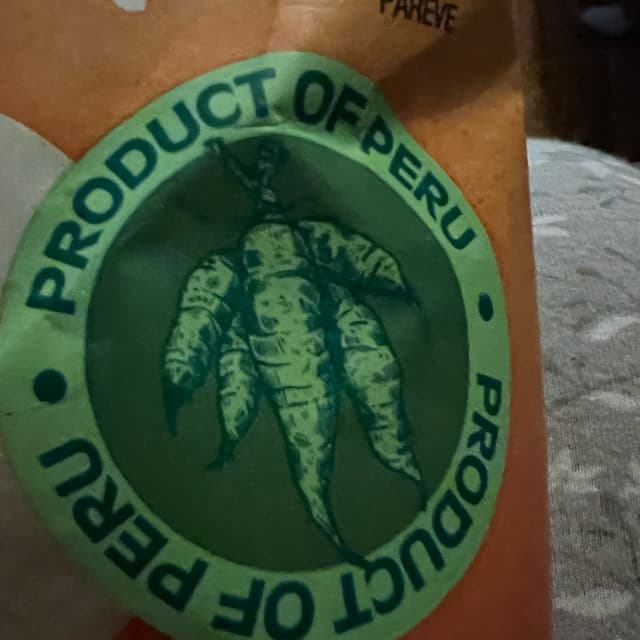 PAREVE
PRODUCT OF PERU • PRODUCT OF PERU •